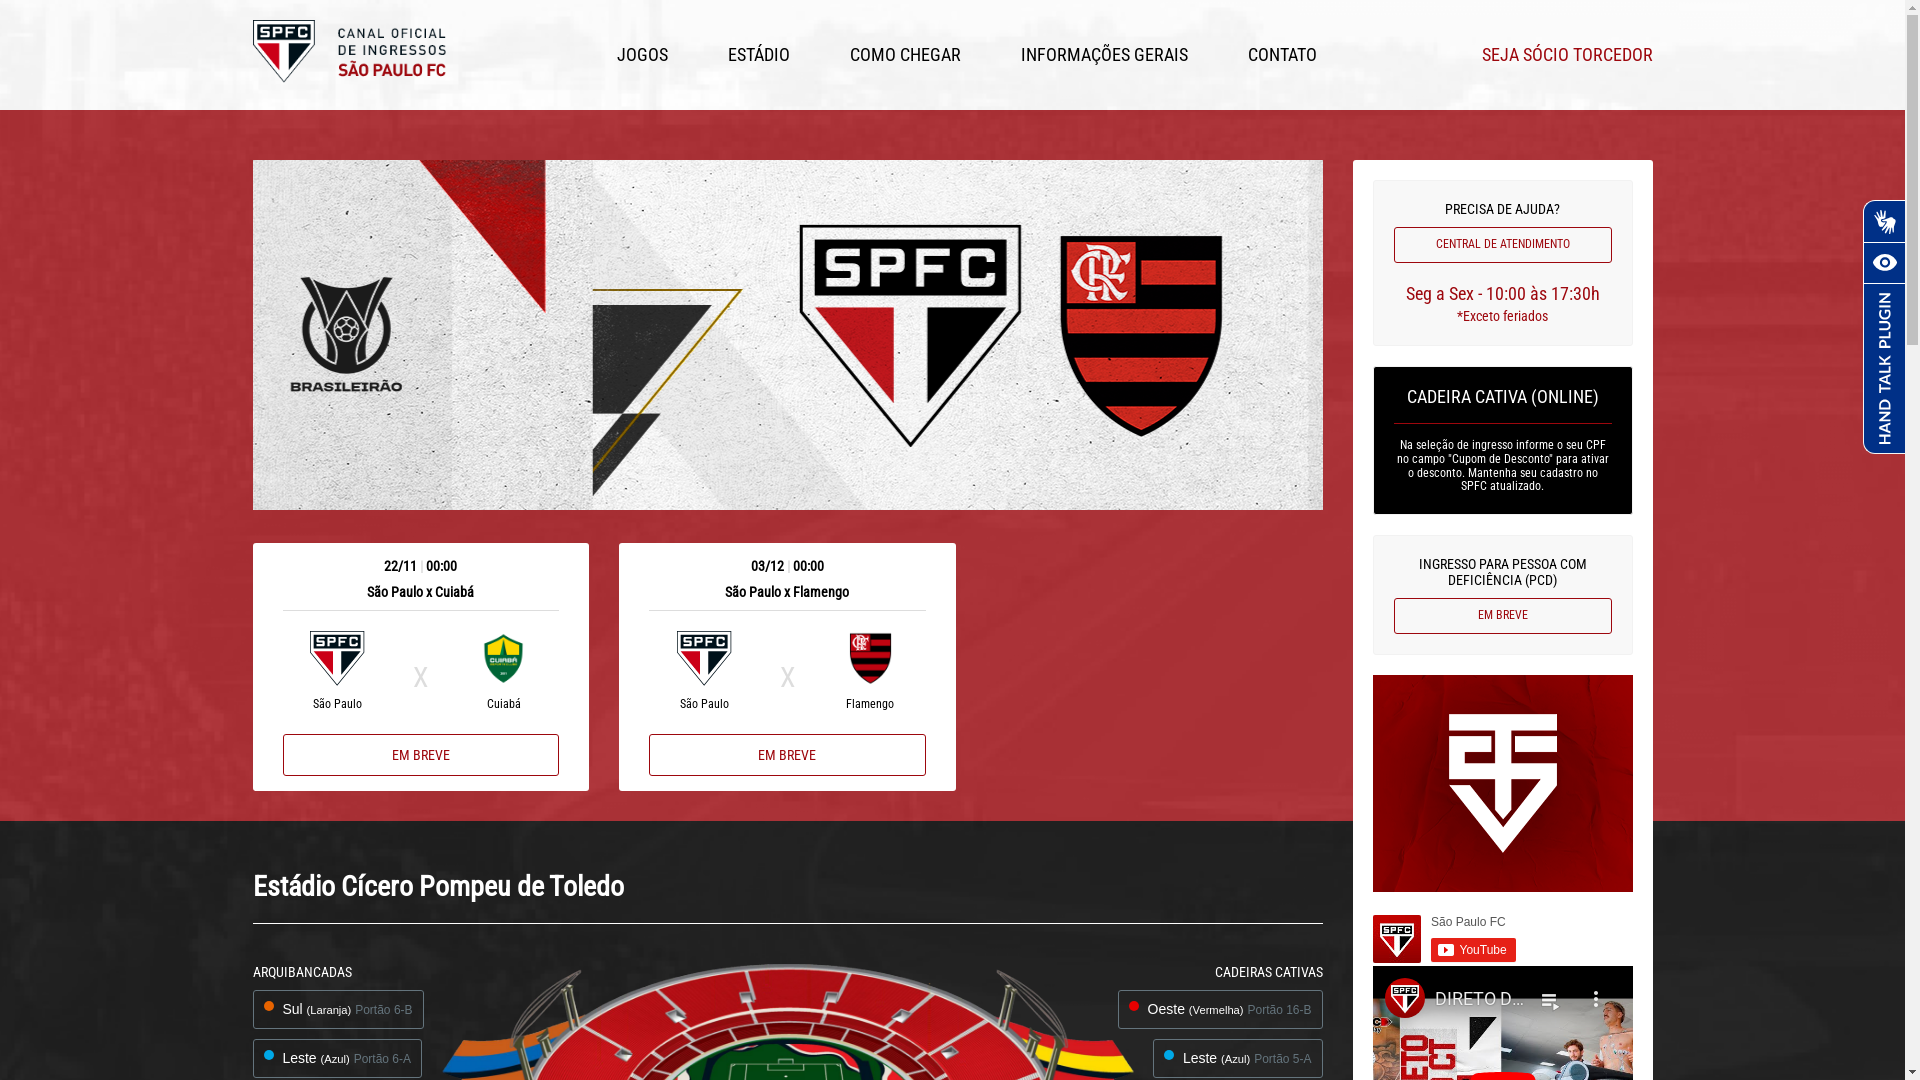 SPFC
CANAL OFICIAL
DE INGRESSOS
SÃO PAULO FC
JOGOS
ESTÁDIO
COMO CHEGAR
INFORMAÇÕES GERAIS
CONTATO
SEJA SÓCIO TORCEDOR
BRASILEIRÃO
SPFC
CRF
22/11 | 00:00
São Paulo x Cuiabá
SPFC
CUIABÁ
São Paulo
X
Cuiabá
EM BREVE
03/12 | 00:00
São Paulo x Flamengo
SPFC
São Paulo
X
Flamengo
EM BREVE
PRECISA DE AJUDA?
CENTRAL DE ATENDIMENTO
Seg a Sex - 10:00 às 17:30h
*Exceto feriados
CADEIRA CATIVA (ONLINE)
Na seleção de ingresso informe o seu CPF
no campo "Cupom de Desconto" para ativar
o desconto. Mantenha seu cadastro no
SPFC atualizado.
INGRESSO PARA PESSOA COM
DEFICIÊNCIA (PCD)
EM BREVE
HAND TALK PLUGIN
São Paulo FC
SPFC
YouTube
SPFC
DIRETO D...
Estádio Cícero Pompeu de Toledo
ARQUIBANCADAS
Sul (Laranja) Portão 6-B
Leste (Azul) Portão 6-A
CADEIRAS CATIVAS
Oeste (Vermelha) Portão 16-B
Leste (Azul) Portão 5-A